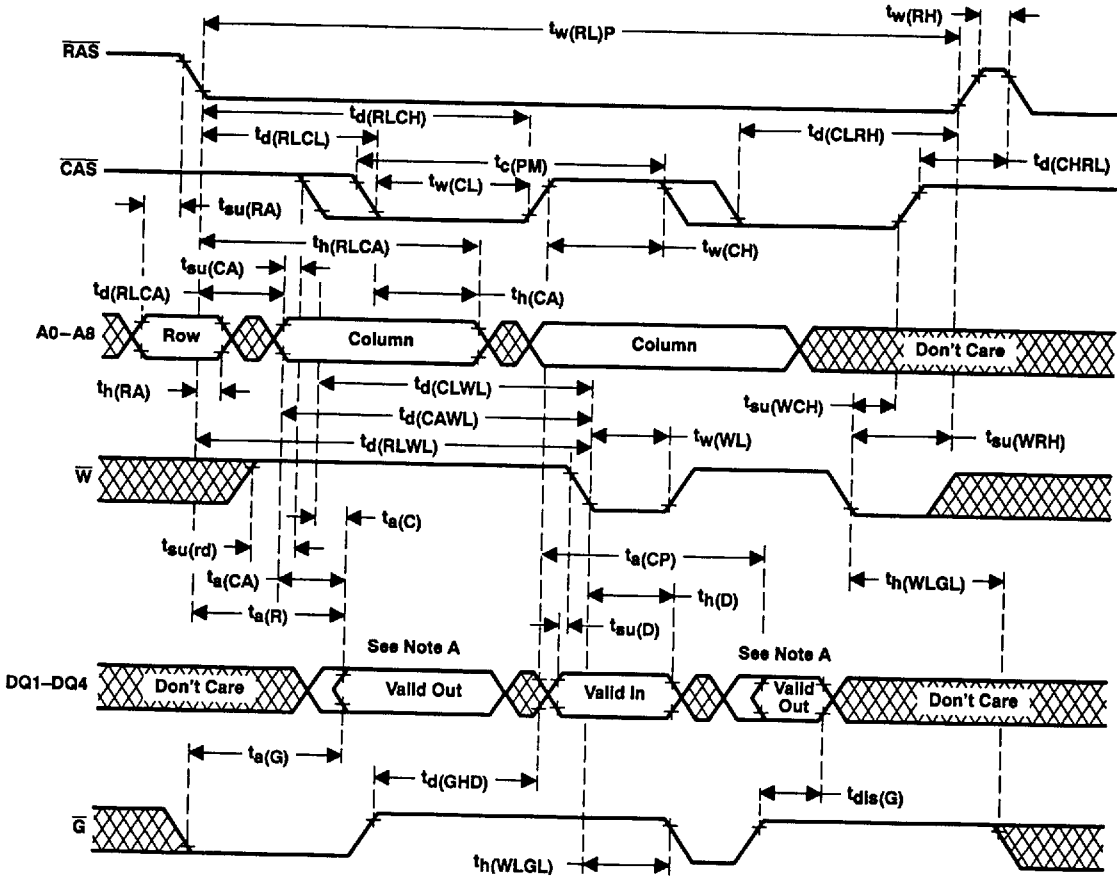 tw(RH)
tw(RL)P
RAS
td(RLCH)
td(RLCL)
td(CLRH)
tc(PM)
td(CHRL)
CAS
tw(CL)
tsu(RA)
th(RLCA)
tw(CH)
tsu(CA)
td(RLCA)
th(CA)
A0–A8
Row
Column
Column
Don't Care
th(RA)
td(CLWL)
tsu(WCH)
td(CAWL)
td(RLWL)
tw(WL)
tsu(WRH)
W
ta(C)
tsu(rd)
ta(CP)
ta(CA)
th(WLGL)
th(D)
ta(R)
tsu(D)
See Note A
See Note A
DQ1–DQ4
Don't Care
Valid Out
Valid In
Valid Out
Don't Care
ta(G)
td(GHD)
tdis(G)
G
th(WLGL)